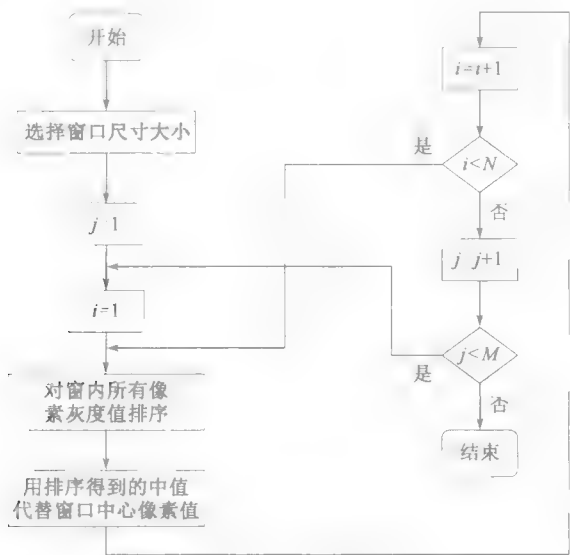 开始
选择窗口尺寸大小
j 1
i=1
对窗内所有像
素灰度值排序
用排序得到的中值
代替窗口中心像素值
i=i+1
是
i<N
否
j j+1
j<M
是
否
结束